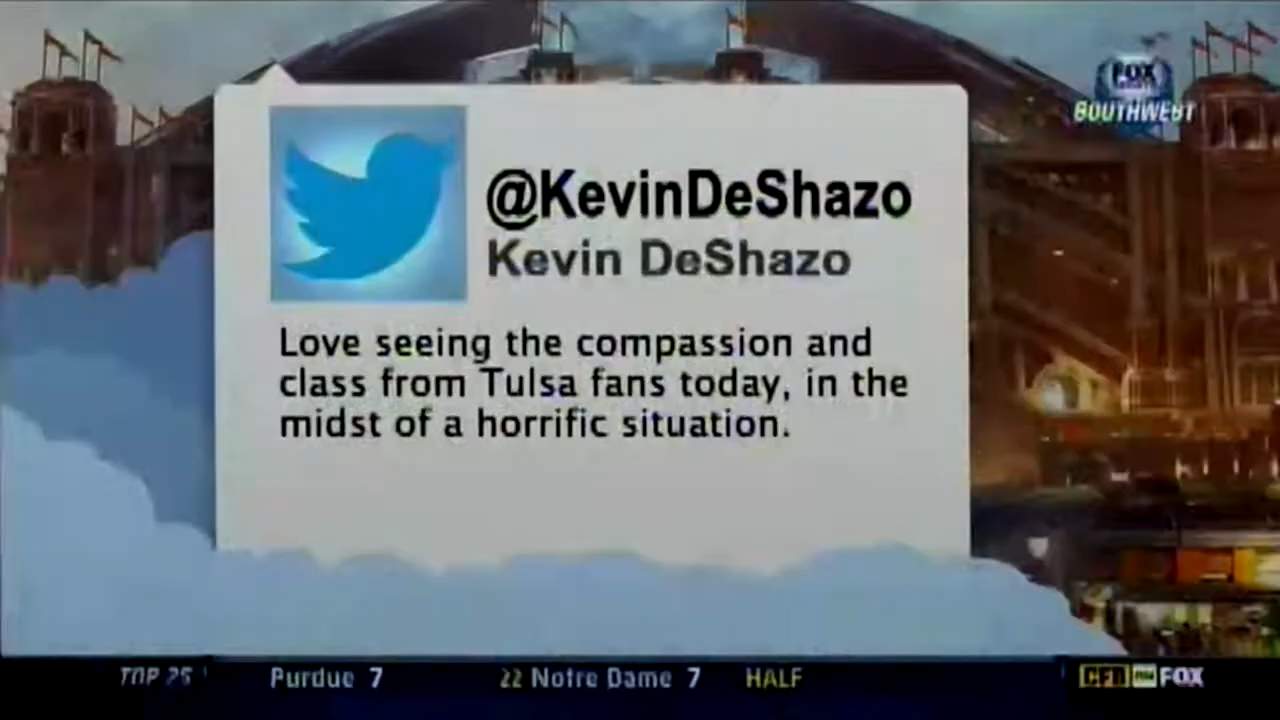 FOX
SOUTHWEST
@KevinDeShazo
Kevin DeShazo
Love seeing the compassion and
class from Tulsa fans today, in the
midst of a horrific situation.
TOP 25 Purdue 7 22 Notre Dame 7 HALF
CFB FOX